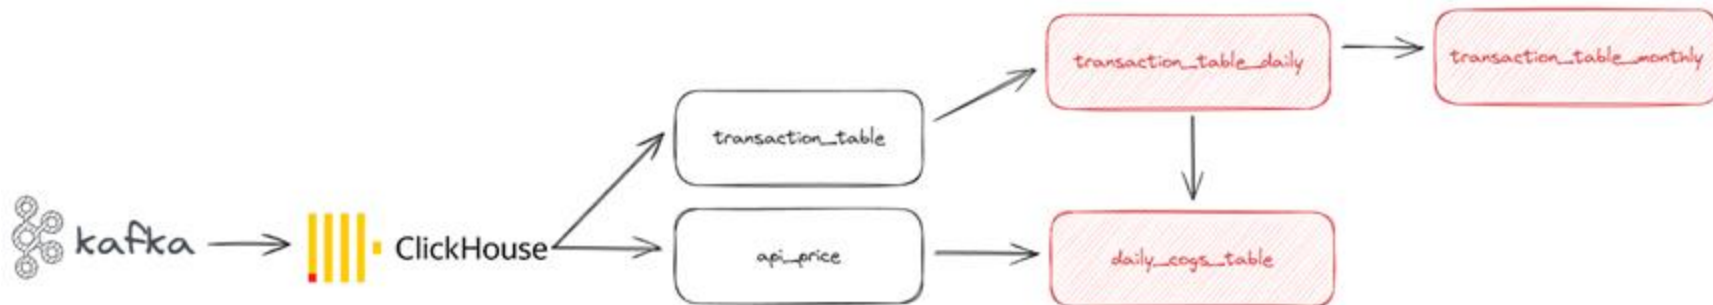 transaction_table_daily
transaction_table_monthly
transaction_table
kafka
ClickHouse
api_price
daily_cogs_table